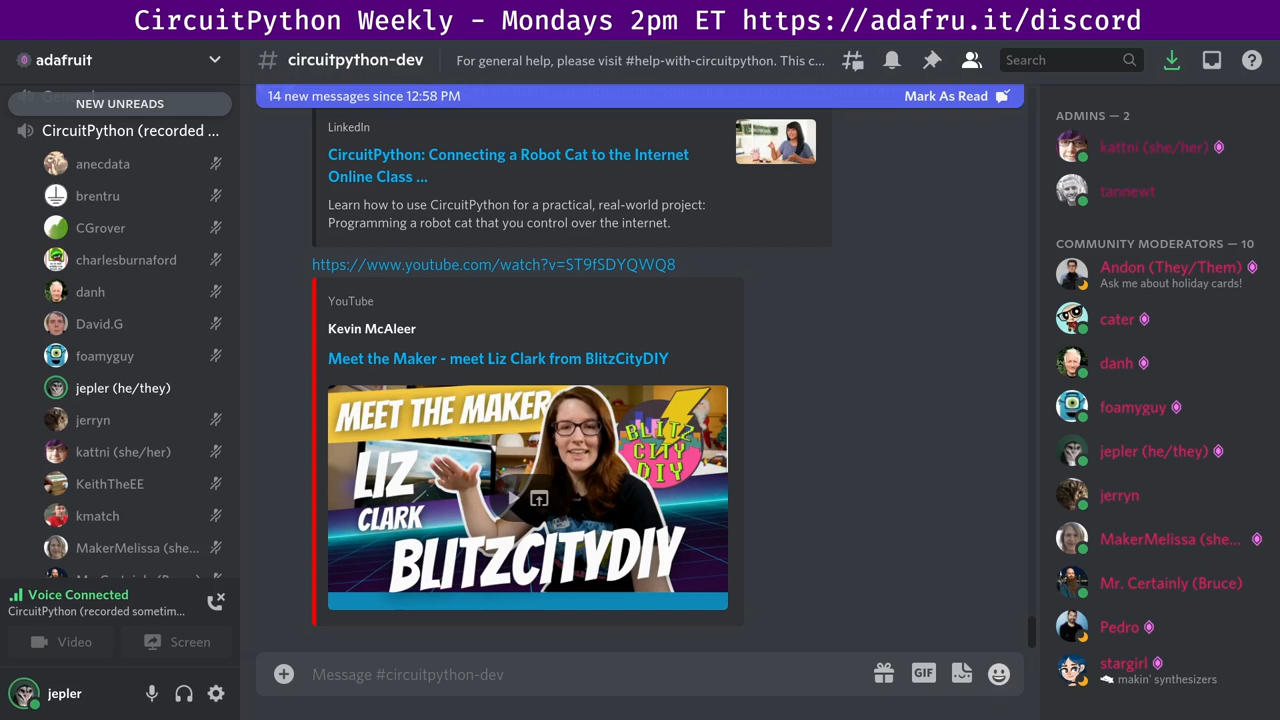 CircuitPython Weekly - Mondays 2pm ET https://adafru.it/discord
adafruit
NEW UNREADS
CircuitPython (recorded ...
anecdata
brentru
CGrover
charlesburnaford
danh
David.G
foamyguy
jepler (he/they)
jerryn
kattni (she/her)
KeithTheEE
kmatch
MakerMelissa (she...
Voice Connected
CircuitPython (recorded sometim...
Video
Screen
jepler
circuitpython-dev
For general help, please visit #help-with-circuitpython. This c...
Search
14 new messages since 12:58 PM
Mark As Read
LinkedIn
CircuitPython: Connecting a Robot Cat to the Internet
Online Class ...
Learn how to use CircuitPython for a practical, real-world project:
Programming a robot cat that you control over the internet.
https://www.youtube.com/watch?v=ST9fSDYQWQ8
YouTube
Kevin McAleer
Meet the Maker - meet Liz Clark from BlitzCityDIY
MEET THE MAKER
LIZ
CLARK
BLITZCITYDIY
BLITZ
CITY
DIY
Message #circuitpython-dev
GIF
ADMINS — 2
kattni (she/her)
tannewt
COMMUNITY MODERATORS — 10
Andon (They/Them)
Ask me about holiday cards!
cater
danh
foamyguy
jepler (he/they)
jerryn
MakerMelissa (she...
Mr. Certainly (Bruce)
Pedro
stargirl
makin' synthesizers